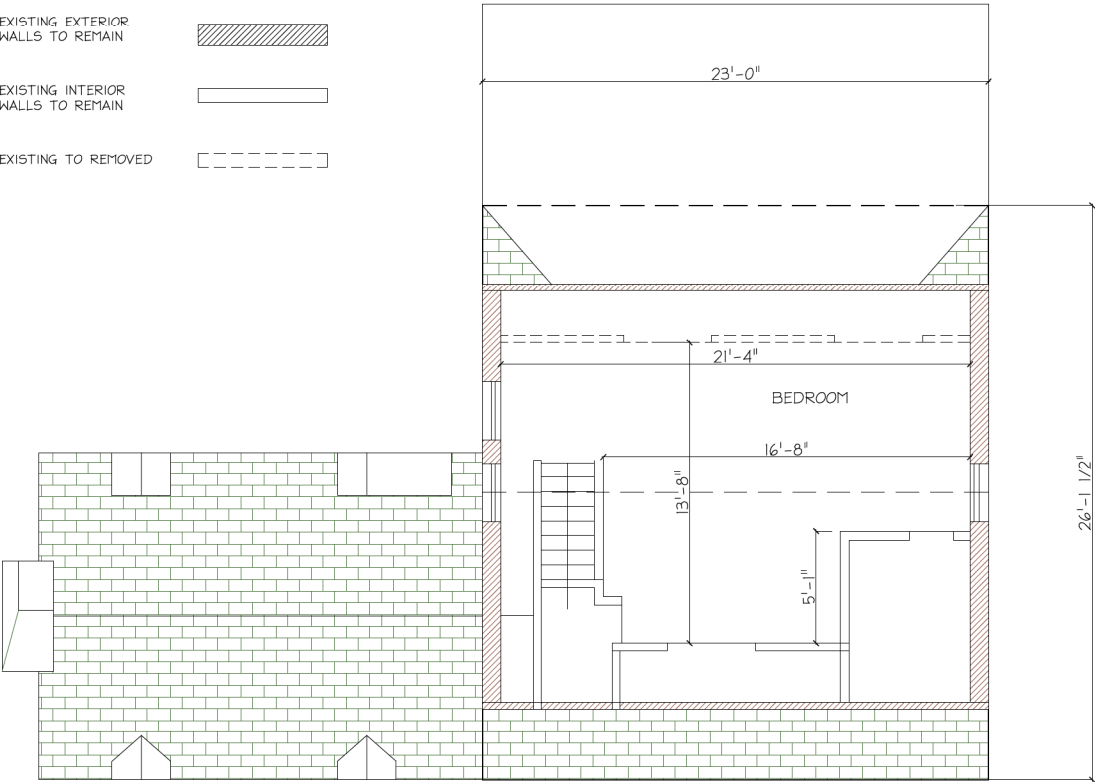 EXISTING EXTERIOR
WALLS TO REMAIN
EXISTING INTERIOR
WALLS TO REMAIN
EXISTING TO REMOVED
23'-0"
21'-4"
BEDROOM
16'-8"
13'-8"
5'-1"
26'-1 1/2"